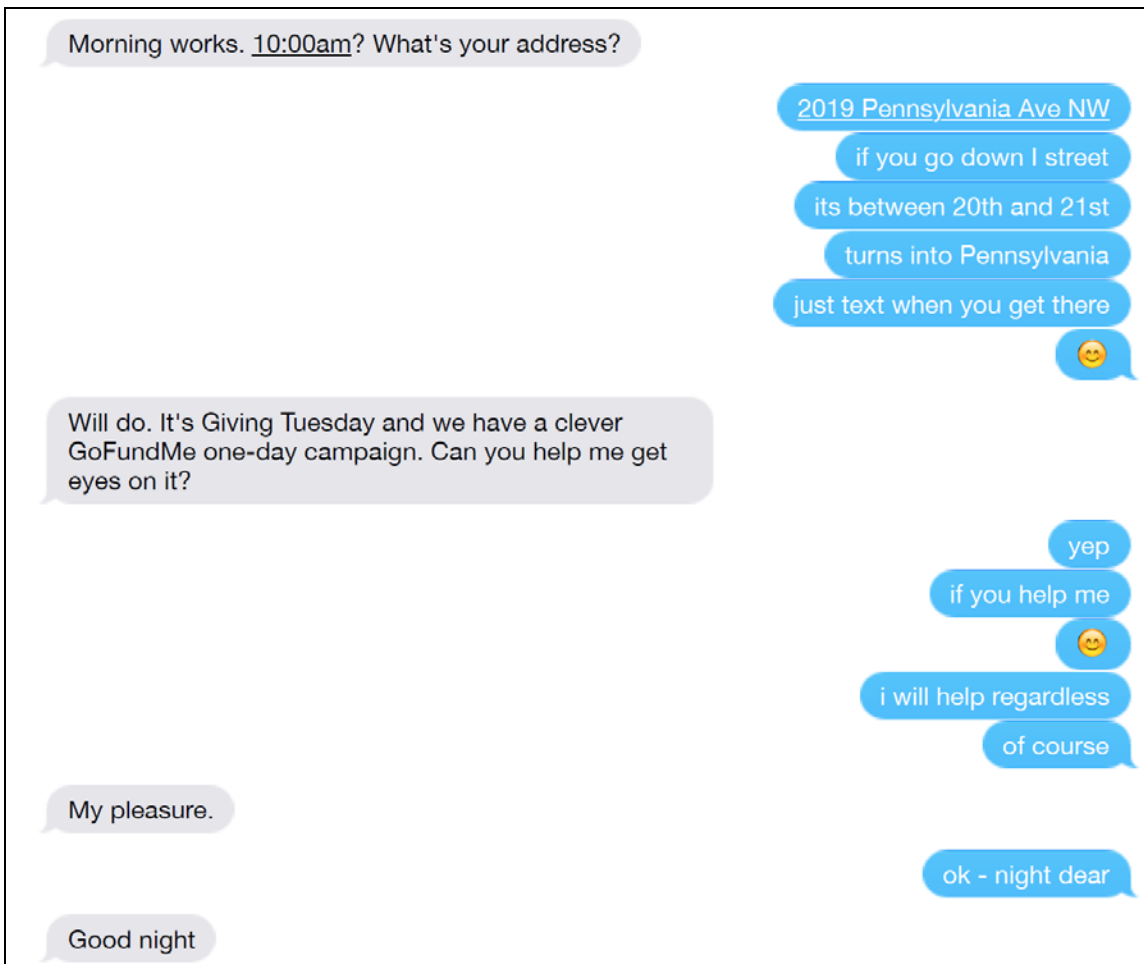 Morning works. 10:00am? What's your address?
2019 Pennsylvania Ave NW
if you go down I street
its between 20th and 21st
turns into Pennsylvania
just text when you get there
😊
Will do. It's Giving Tuesday and we have a clever
GoFundMe one-day campaign. Can you help me get
eyes on it?
yep
if you help me
😊
i will help regardless
of course
My pleasure.
ok - night dear
Good night